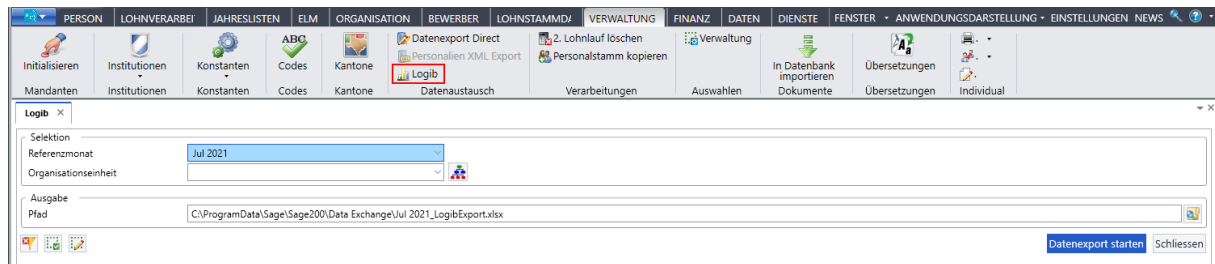 PERSON LOHNVERARBEI JAHRESLISTEN ELM ORGANISATION BEWERBER LOHNSTAMMD/ VERWALTUNG FINANZ DATEN DIENSTE FENSTER ANWENDUNGSDARSTELLUNG EINSTELLUNGEN NEWS
Initialisieren
Mandanten
Institutionen
Institutionen
Konstanten
Konstanten
ABC
Codes
Codes
Kantone
Kantone
Datenexport Direct
Personalien XML Export
Logib
Datenaustausch
2. Lohnlauf löschen
Personalstamm kopieren
Verarbeitungen
Verwaltung
Auswahlen
In Datenbank
importieren
Dokumente
Übersetzungen
Übersetzungen
Individual
Logib
Selektion
Referenzmonat Jul 2021
Organisationseinheit
Ausgabe
Pfad C:\ProgramData\Sage\Sage200\Data Exchange\Jul 2021_LogibExport.xlsx
Datenexport starten Schliessen